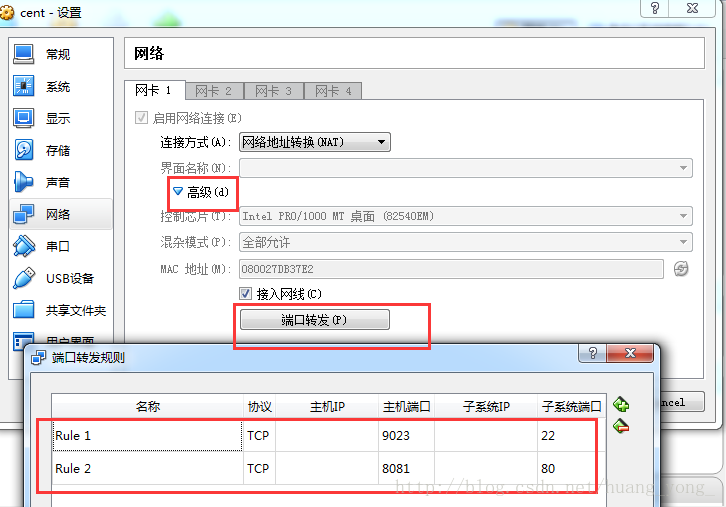 cent - 设置
常规
系统
显示
存储
声音
网络
串口
USB设备
共享文件夹
用户界面
网络
网卡 1 网卡 2 网卡 3 网卡 4
启用网络连接(E)
连接方式(A): 网络地址转换(NAT)
界面名称(N):
高级(d)
控制芯片(T): Intel PRO/1000 MT 桌面 (82540EM)
混杂模式(P): 全部允许
MAC 地址(M): 080027DB37E2
接入网线(C)
端口转发(P)
ncel
端口转发规则
名称 协议 主机IP 主机端口 子系统IP 子系统端口
Rule 1 TCP 9023 22
Rule 2 TCP 8081 80
http://blog.csdn.net/huang_rong